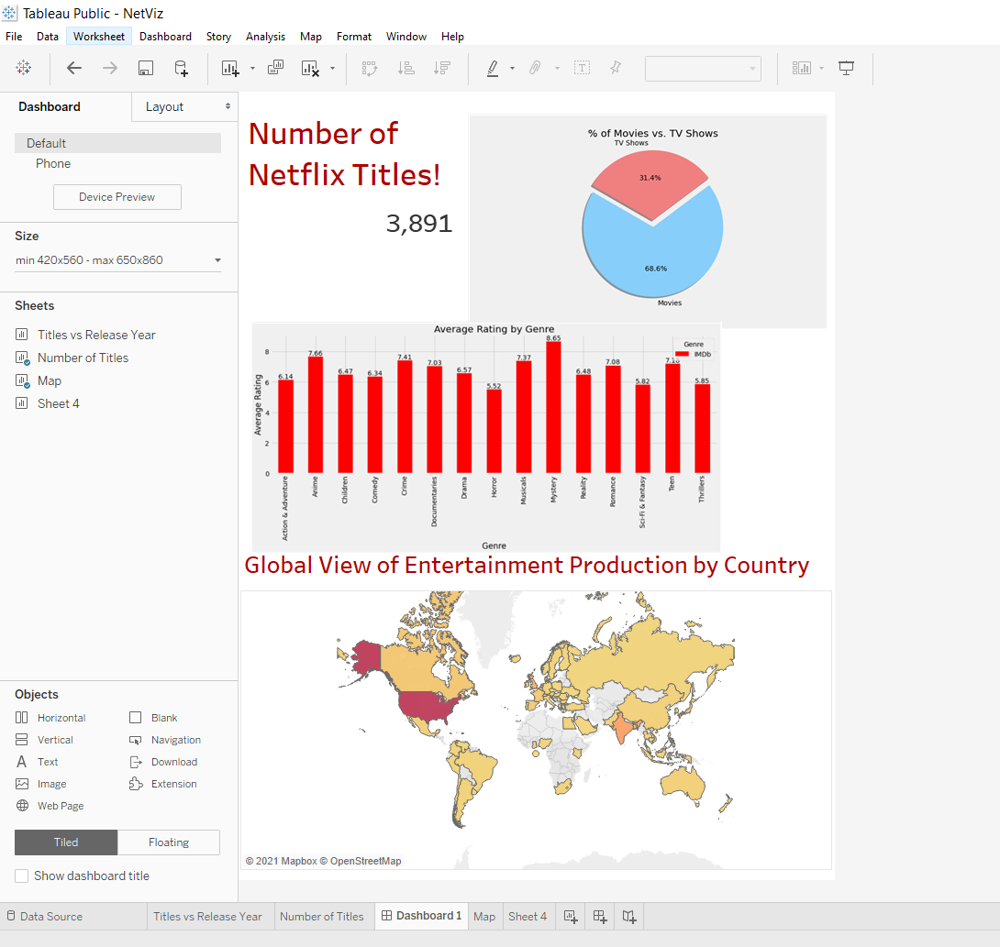 Tableau Public - NetViz
File Data Worksheet Dashboard Story Analysis Map Format Window Help
Dashboard Layout
Default
Phone
Device Preview
Size
min 420x560 - max 650x860
Sheets
Titles vs Release Year
Number of Titles
Map
Sheet 4
Objects
Horizontal Blank
Vertical Navigation
Text Download
Image Extension
Web Page
Tiled Floating
Show dashboard title
Number of
Netflix Titles!
3,891
% of Movies vs. TV Shows
TV Shows
31.4%
68.6%
Movies
Average Rating by Genre
Genre
IMDb
Average Rating
8
6
4
2
0
6.14 7.66 6.47 6.34 7.41 7.03 6.57 5.52 7.37 8.65 6.48 7.08 5.82 5.85
Action & Adventure
Anime
Children
Comedy
Crime
Documentaries
Drama
Horror
Musicals
Mystery
Reality
Romance
Sci-Fi & Fantasy
Teen
Thrillers
Genre
Global View of Entertainment Production by Country
© 2021 Mapbox © OpenStreetMap
Data Source Titles vs Release Year Number of Titles Dashboard 1 Map Sheet 4